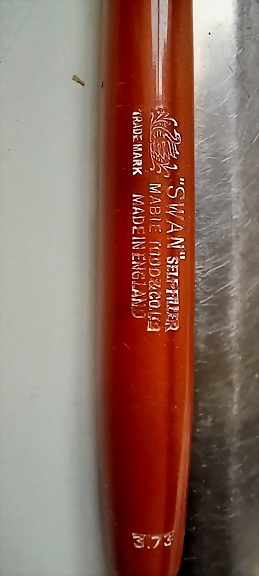 "SWAN" SELF-FILLER
MABIE TODD & CO. LTD
TRADE MARK MADE IN ENGLAND
3.73